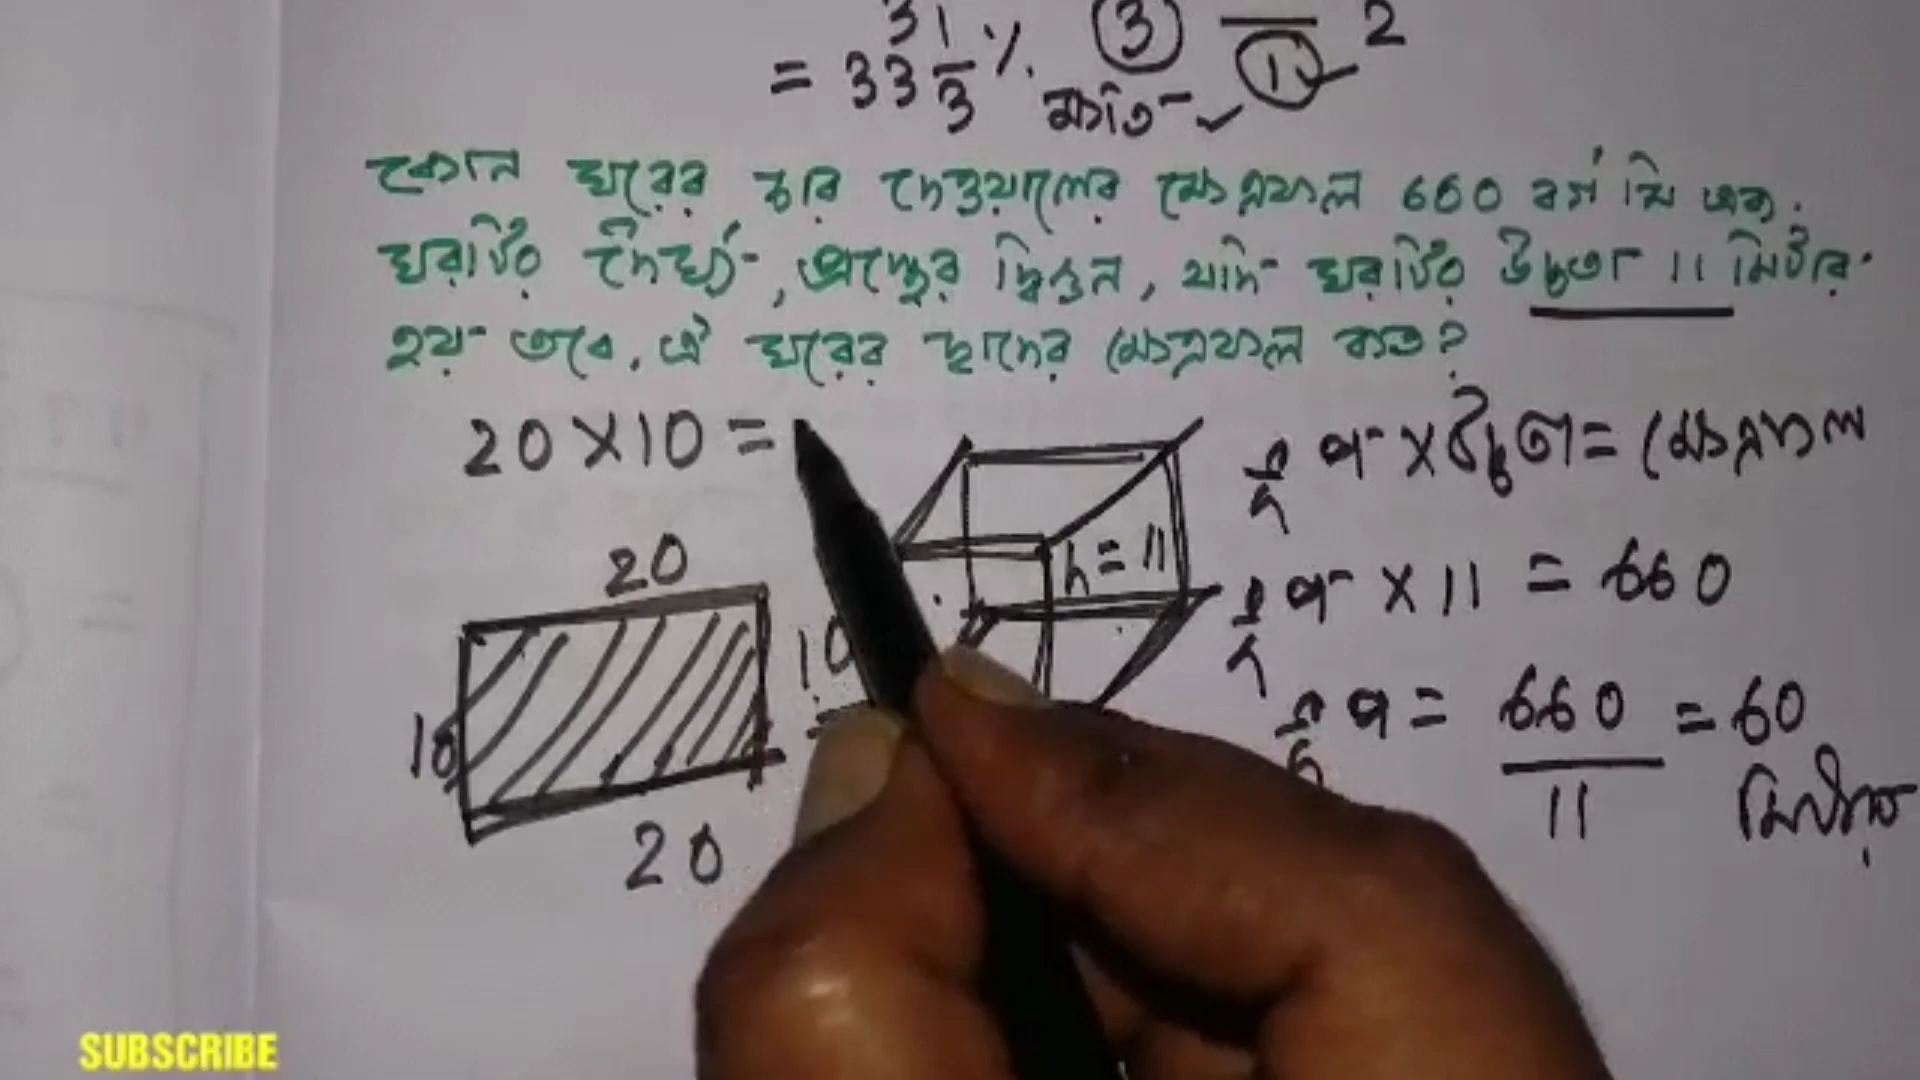 = 33 1/3 %. 3 1 2
ক্ষতি
কোন ঘরের চার দেওয়ালের ক্ষেত্রফল 660 বর্গ মি এবং
ঘরটির দৈর্ঘ্য, প্রস্থের দ্বিগুন, যদি ঘরটির উচ্চতা 11 মিটার
হয় তবে, ঐ ঘরের ছাদের ক্ষেত্রফল কত?
20 X 10 =
প X উচ্চতা = ক্ষেত্রফল
h = 11
20
প X 11 = 660
10
প = 660/11 = 60
মিটার
10
20
SUBSCRIBE